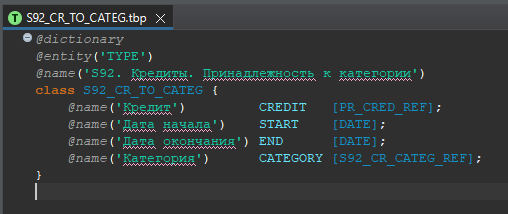 S92_CR_TO_CATEG.tbp
@dictionary
@entity('TYPE')
@name('S92. Кредиты. Принадлежность к категории')
class S92_CR_TO_CATEG {
@name('Кредит') CREDIT [PR_CRED_REF];
@name('Дата начала') START [DATE];
@name('Дата окончания') END [DATE];
@name('Категория') CATEGORY [S92_CR_CATEG_REF];
}